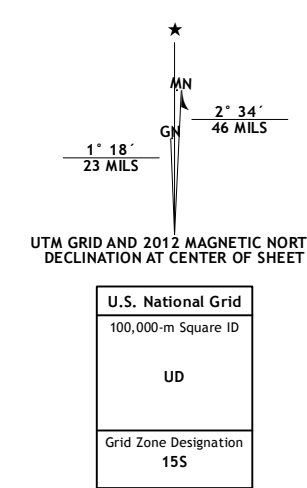 MN
GN
2° 34´
46 MILS
1° 18´
23 MILS
UTM GRID AND 2012 MAGNETIC NORT
DECLINATION AT CENTER OF SHEET
U.S. National Grid
100,000-m Square ID
UD
Grid Zone Designation
15S